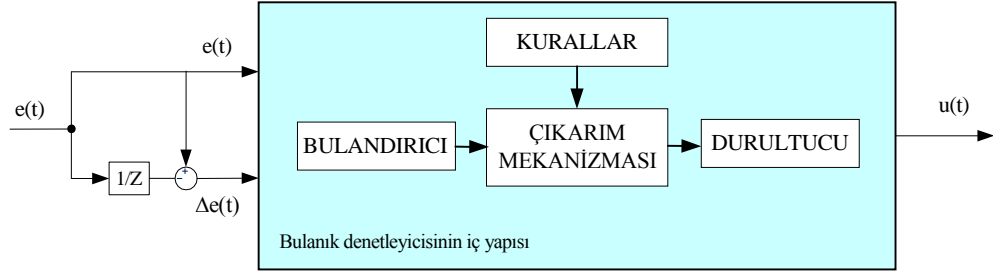 e(t)
e(t)
1/Z
- +
Δe(t)
KURALLAR
BULANDIRICI
ÇIKARIM
MEKANİZMASI
DURULTUCU
Bulanık denetleyicisinin iç yapısı
u(t)